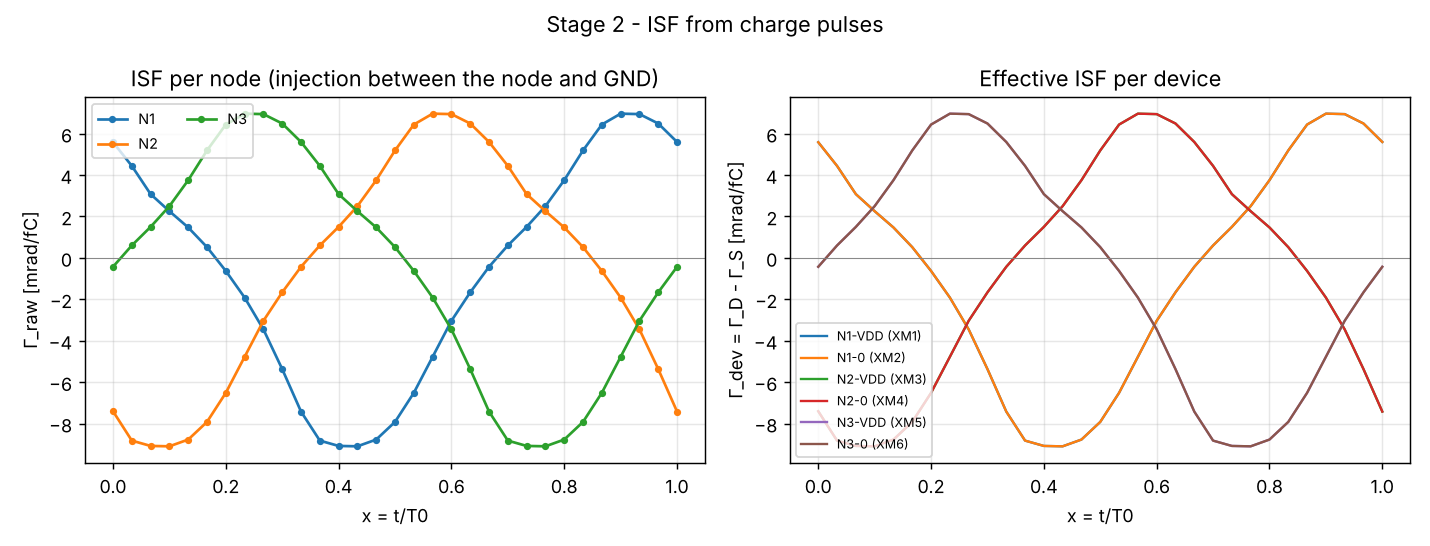 Stage 2 - ISF from charge pulses
ISF per node (injection between the node and GND)
N1
N2
N3
Γ_raw [mrad/fC]
6
4
2
0
−2
−4
−6
−8
0.0
0.2
0.4
0.6
0.8
1.0
x = t/T0
Effective ISF per device
Γ_dev = Γ_D - Γ_S [mrad/fC]
6
4
2
0
−2
−4
−6
−8
N1-VDD (XM1)
N1-0 (XM2)
N2-VDD (XM3)
N2-0 (XM4)
N3-VDD (XM5)
N3-0 (XM6)
0.0
0.2
0.4
0.6
0.8
1.0
x = t/T0